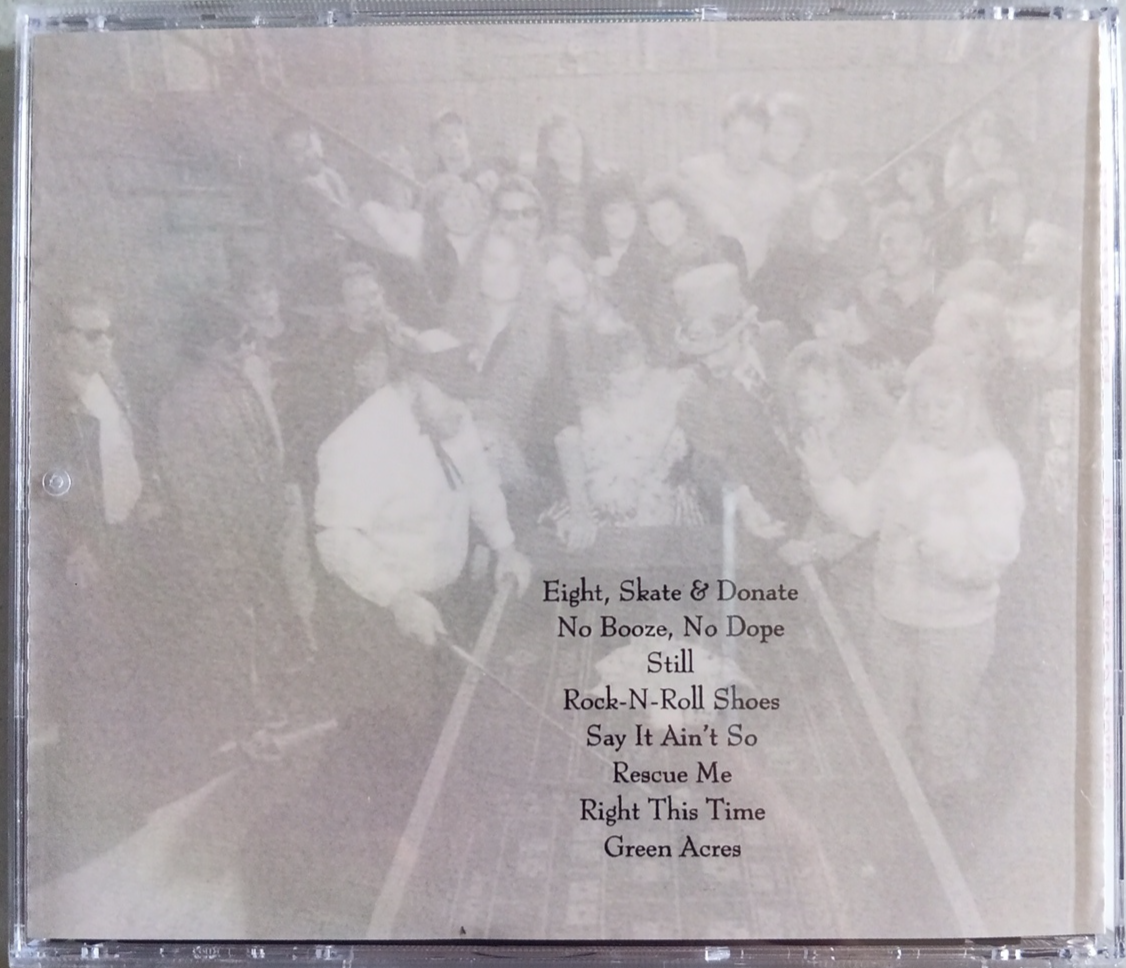 Eight, Skate & Donate
No Booze, No Dope
Still
Rock-N-Roll Shoes
Say It Ain't So
Rescue Me
Right This Time
Green Acres